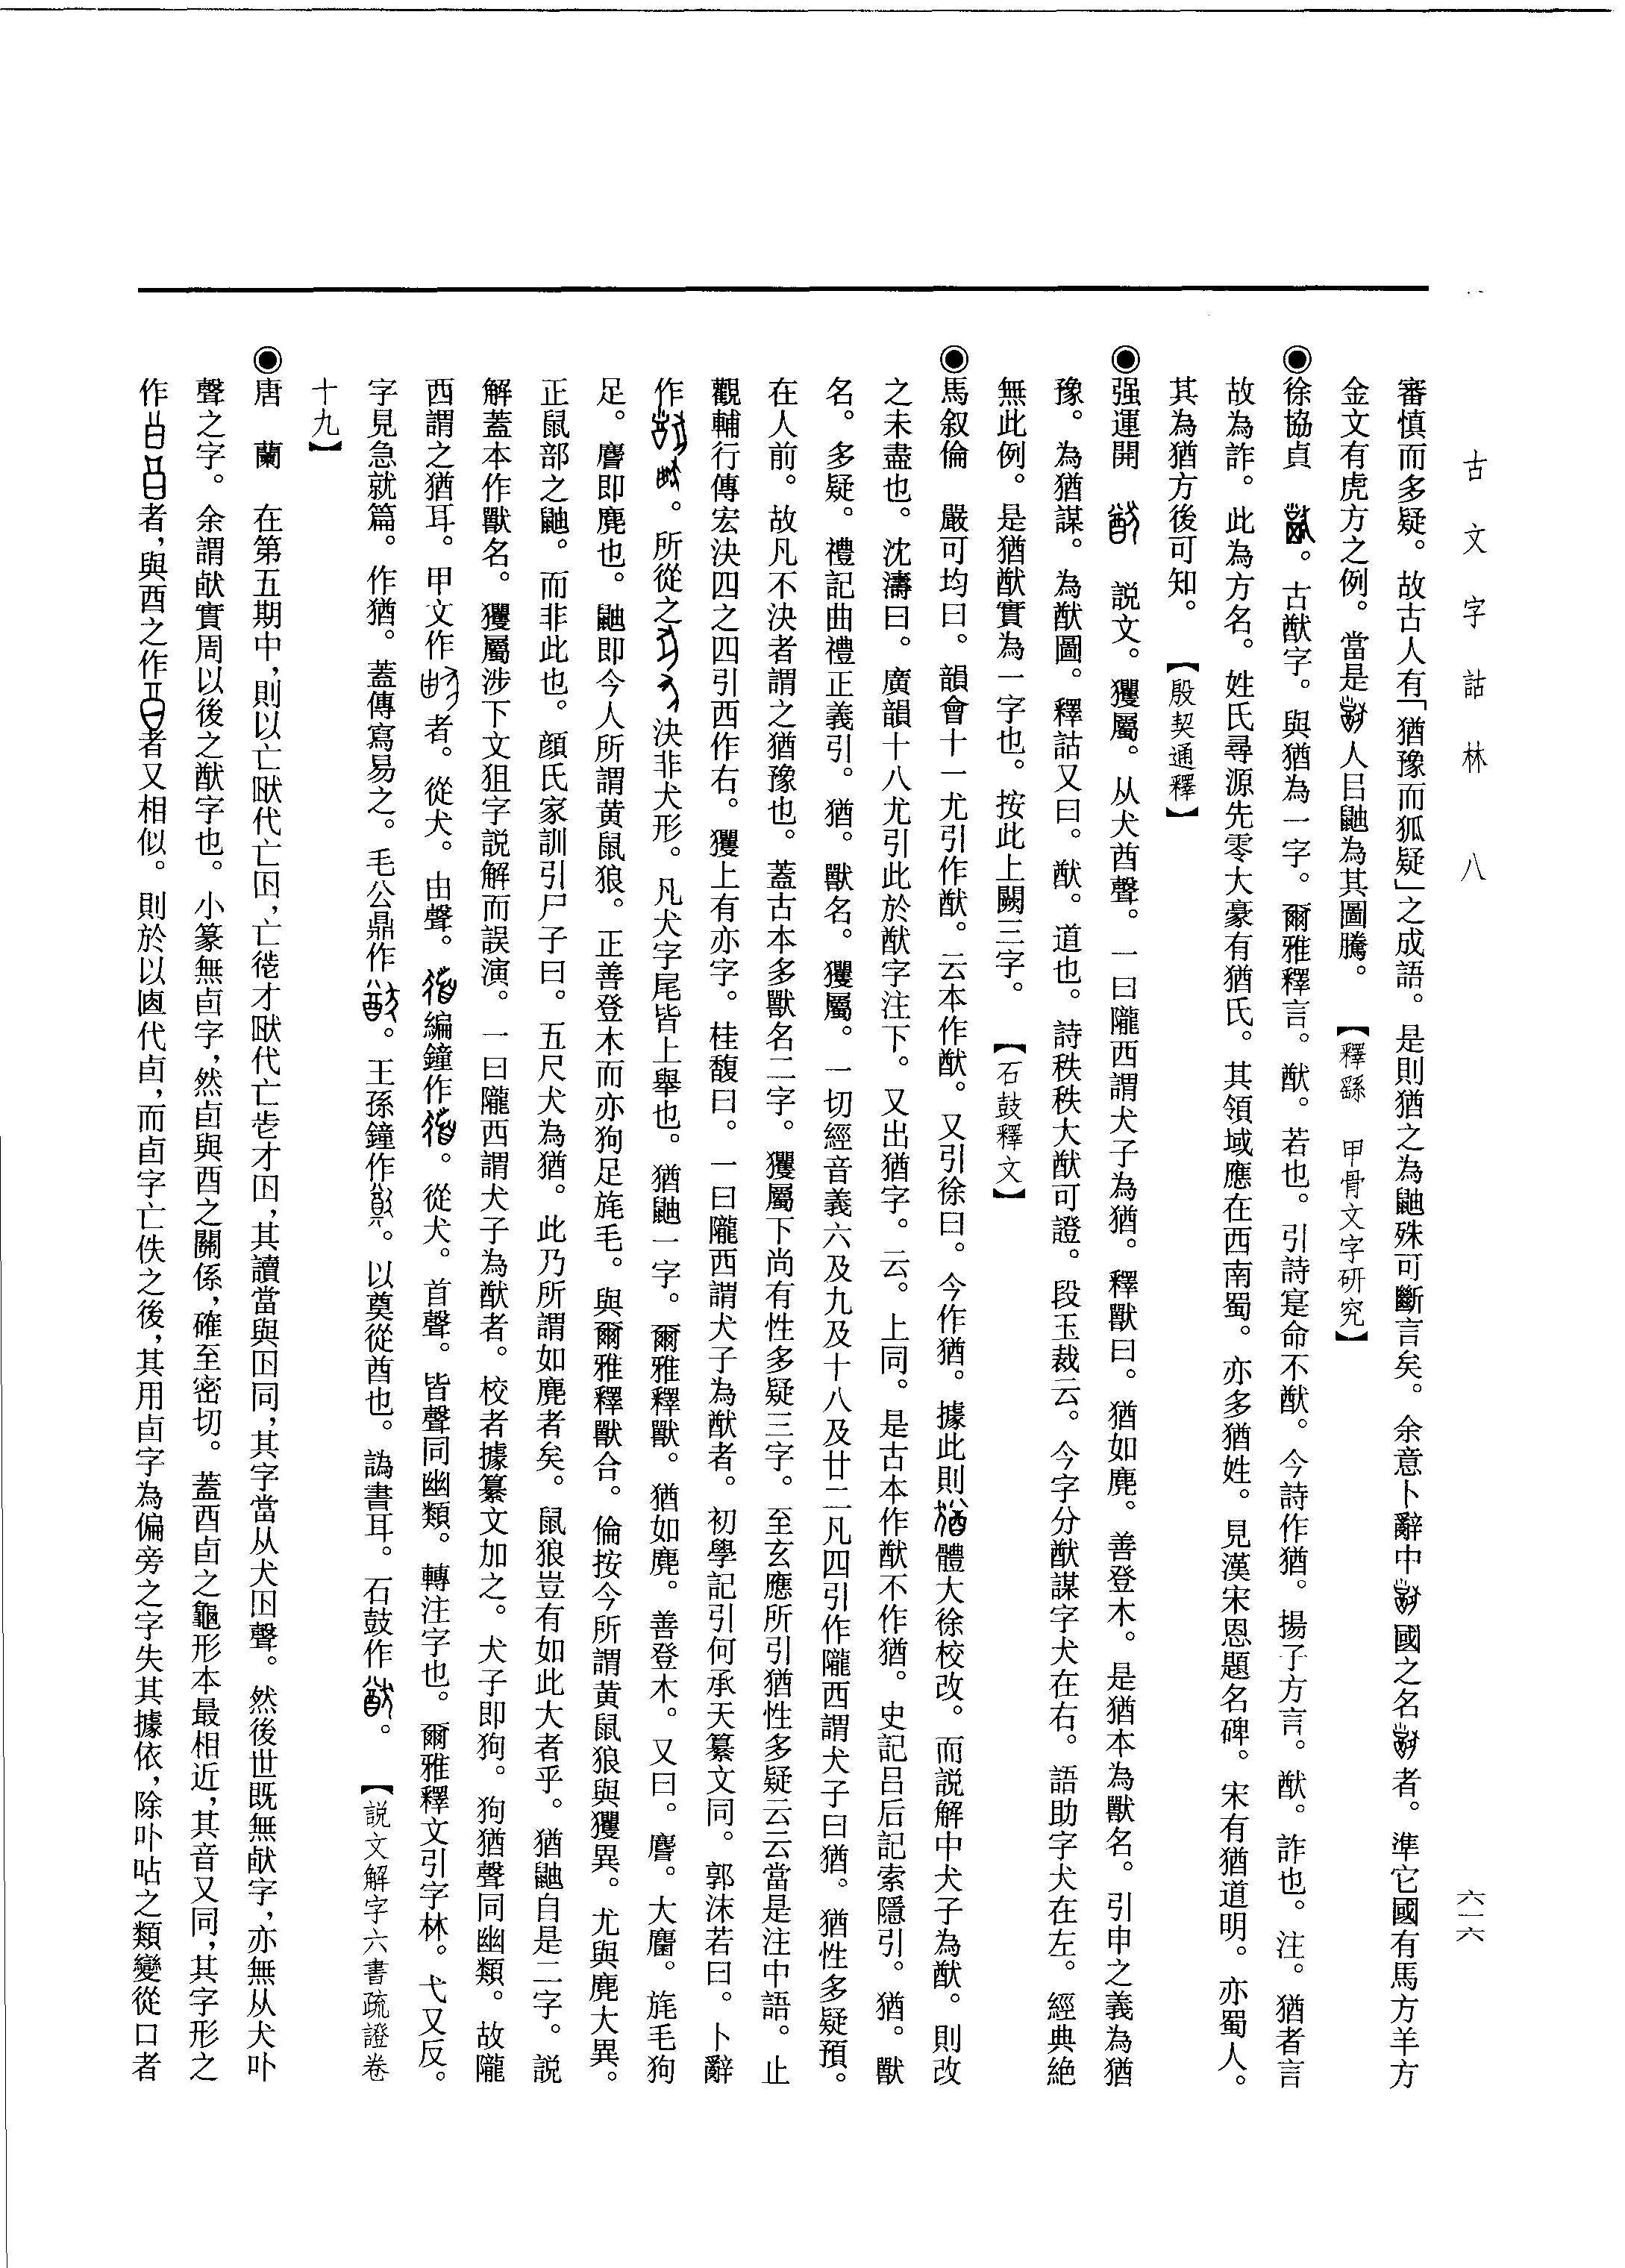 古文字詁林　八
六二六
審慎而多疑。故古人有「猶豫而狐疑」之成語。是則猶之為鼬殊可斷言矣。余意卜辭中國之名者。準它國有馬方羊方
金文有虎方之例。當是人㠯鼬為其圖騰。【釋繇　甲骨文字研究】
◉徐協貞　。古猷字。與猶為一字。爾雅釋言。猷。若也。引詩寔命不猷。今詩作猶。揚子方言。猷。詐也。注。猶者言
故為詐。此為方名。姓氏尋源先零大豪有猶氏。其領域應在西南蜀。亦多猶姓。見漢宋恩題名碑。宋有猶道明。亦蜀人。
其為猶方後可知。【殷契通釋】
◉强運開　說文。玃屬。从犬酋聲。一曰隴西謂犬子為猶。釋獸曰。猶如麂。善登木。是猶本為獸名。引申之義為猶
豫。為猶謀。為猷圖。釋詁又曰。猷。道也。詩秩秩大猷可證。段玉裁云。今字分猷謀字犬在右。語助字犬在左。經典絕
無此例。是猶猷實為一字也。按此上闕三字。【石鼓釋文】
◉馬叙倫　嚴可均曰。韻會十一尤引作猷。云本作猷。又引徐曰。今作猶。據此則體大徐校改。而說解中犬子為猷。則改
之未盡也。沈濤曰。廣韻十八尤引此於猷字注下。又出猶字。云。上同。是古本作猷不作猶。史記吕后記索隱引。猶。獸
名。多疑。禮記曲禮正義引。猶。獸名。玃屬。一切經音義六及九及十八及廿二凡四引作隴西謂犬子曰猶。猶性多疑預。
在人前。故凡不決者謂之猶豫也。蓋古本多獸名二字。玃屬下尚有性多疑三字。至玄應所引猶性多疑云云當是注中語。止
觀輔行傳宏決四之四引西作右。玃上有亦字。桂馥曰。一曰隴西謂犬子為猷者。初學記引何承天纂文同。郭沫若曰。卜辭
作。所從之決非犬形。凡犬字尾皆上舉也。猶鼬一字。爾雅釋獸。猶如麂。善登木。又曰。麐。大麕。旄毛狗
足。麐即麂也。鼬即今人所謂黄鼠狼。正善登木而亦狗足旄毛。與爾雅釋獸合。倫按今所謂黄鼠狼與玃異。尤與麂大異。
正鼠部之鼬。而非此也。顔氏家訓引尸子曰。五尺犬為猶。此乃所謂如麂者矣。鼠狼豈有如此大者乎。猶鼬自是二字。説
解蓋本作獸名。玃屬涉下文狙字説解而誤演。一曰隴西謂犬子為猷者。校者據纂文加之。犬子即狗。狗猶聲同幽類。故隴
西謂之猶耳。甲文作者。從犬。由聲。編鐘作。從犬。首聲。皆聲同幽類。轉注字也。爾雅釋文引字林。弋又反。
字見急就篇。作猶。蓋傳寫易之。毛公鼎作。王孫鐘作。以奠從酋也。譌書耳。石鼓作。【説文解字六書疏證卷
十九】
◉唐　蘭　在第五期中，則以亡代亡，亡才代亡才，其讀當與同，其字當从犬聲。然後世既無字，亦無从犬卟
聲之字。余謂實周以後之猷字也。小篆無字，然與西之關係，確至密切。蓋西之龜形本最相近，其音又同，其字形之
作者，與酉之作者又相似。則於以代，而字亡佚之後，其用字為偏旁之字失其據依，除卟呫之類變從口者